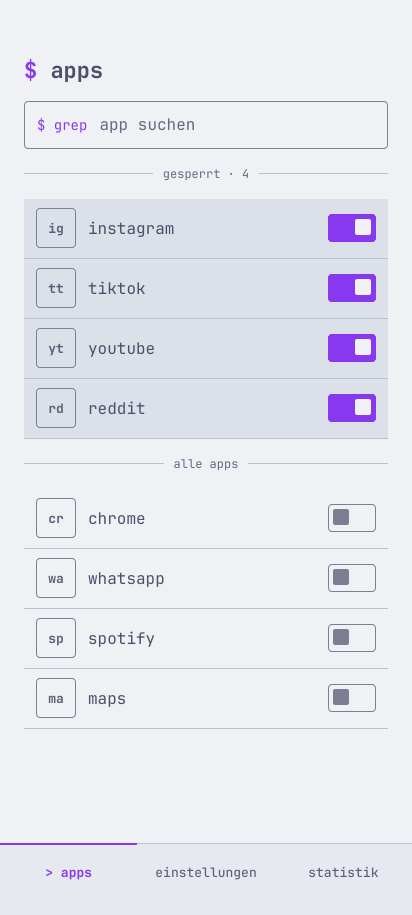 $ apps
$ grep app suchen
gesperrt · 4
ig instagram
tt tiktok
yt youtube
rd reddit
alle apps
cr chrome
wa whatsapp
sp spotify
ma maps
> apps einstellungen statistik